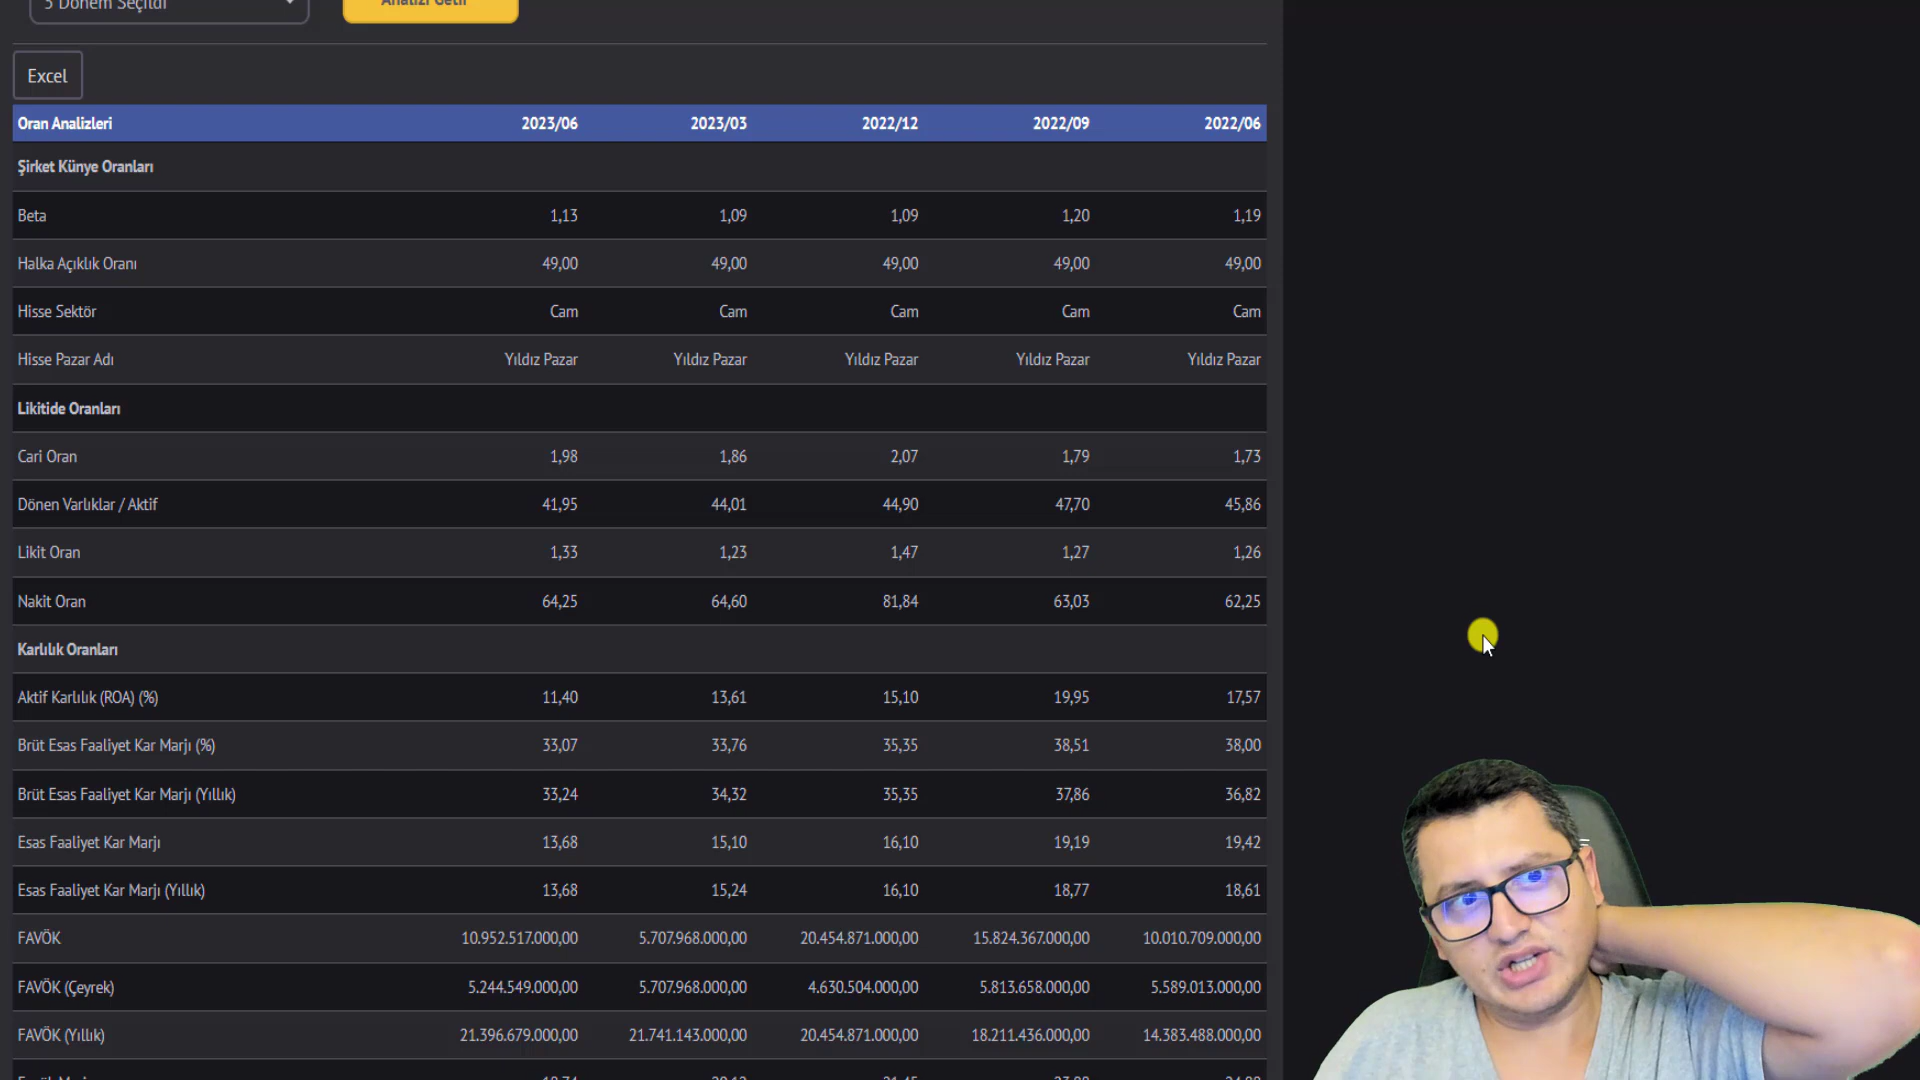 5 Dönem Seçildi
Analizi Getir
Excel
Oran Analizleri 2023/06 2023/03 2022/12 2022/09 2022/06
Şirket Künye Oranları
Beta 1,13 1,09 1,09 1,20 1,19
Halka Açıklık Oranı 49,00 49,00 49,00 49,00 49,00
Hisse Sektör Cam Cam Cam Cam Cam
Hisse Pazar Adı Yıldız Pazar Yıldız Pazar Yıldız Pazar Yıldız Pazar Yıldız Pazar
Likitide Oranları
Cari Oran 1,98 1,86 2,07 1,79 1,73
Dönen Varlıklar / Aktif 41,95 44,01 44,90 47,70 45,86
Likit Oran 1,33 1,23 1,47 1,27 1,26
Nakit Oran 64,25 64,60 81,84 63,03 62,25
Karlılık Oranları
Aktif Karlılık (ROA) (%) 11,40 13,61 15,10 19,95 17,57
Brüt Esas Faaliyet Kar Marjı (%) 33,07 33,76 35,35 38,51 38,00
Brüt Esas Faaliyet Kar Marjı (Yıllık) 33,24 34,32 35,35 37,86 36,82
Esas Faaliyet Kar Marjı 13,68 15,10 16,10 19,19 19,42
Esas Faaliyet Kar Marjı (Yıllık) 13,68 15,24 16,10 18,77 18,61
FAVÖK 10.952.517.000,00 5.707.968.000,00 20.454.871.000,00 15.824.367.000,00 10.010.709.000,00
FAVÖK (Çeyrek) 5.244.549.000,00 5.707.968.000,00 4.630.504.000,00 5.813.658.000,00 5.589.013.000,00
FAVÖK (Yıllık) 21.396.679.000,00 21.741.143.000,00 20.454.871.000,00 18.211.436.000,00 14.383.488.000,00